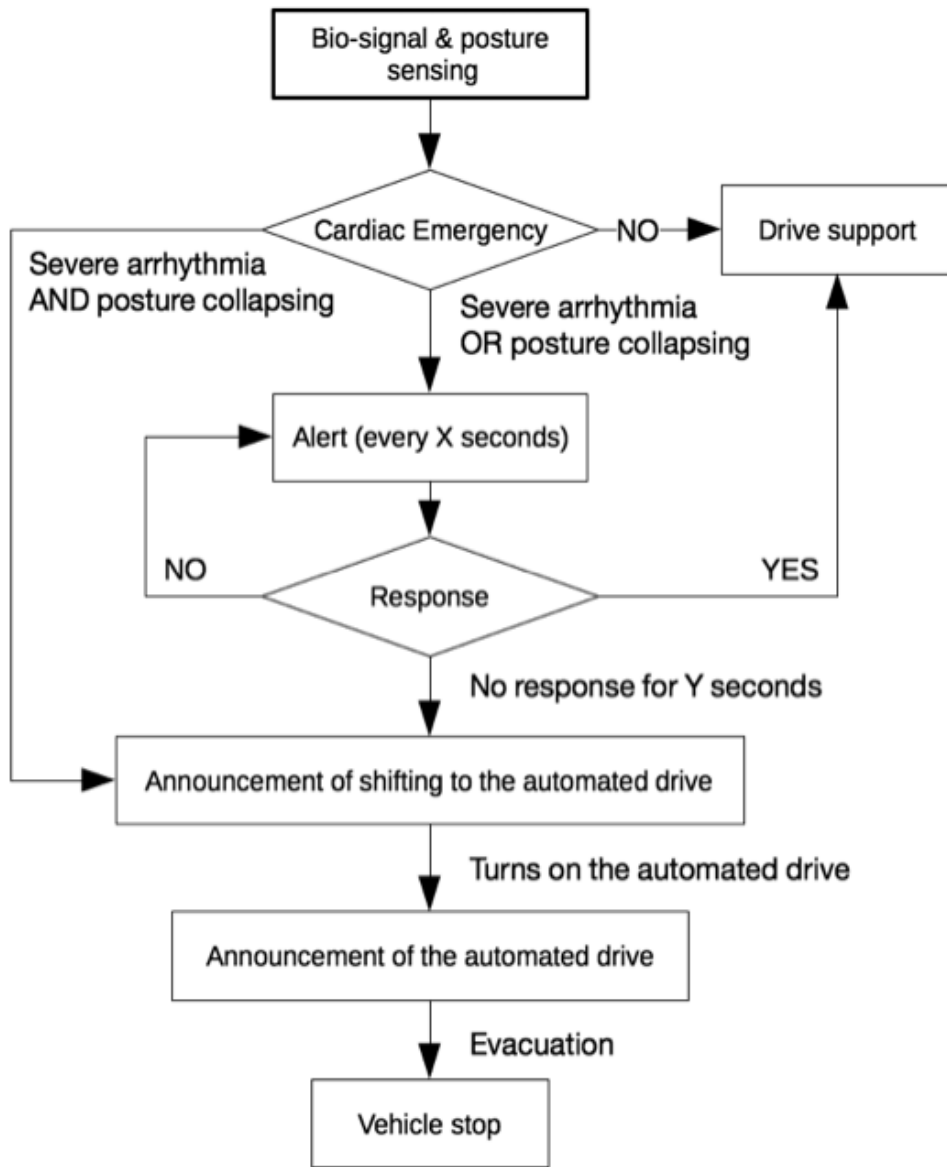 Bio-signal & posture
sensing
Cardiac Emergency
NO
Drive support
Severe arrhythmia
AND posture collapsing
Severe arrhythmia
OR posture collapsing
Alert (every X seconds)
NO
YES
Response
No response for Y seconds
Announcement of shifting to the automated drive
Turns on the automated drive
Announcement of the automated drive
Evacuation
Vehicle stop